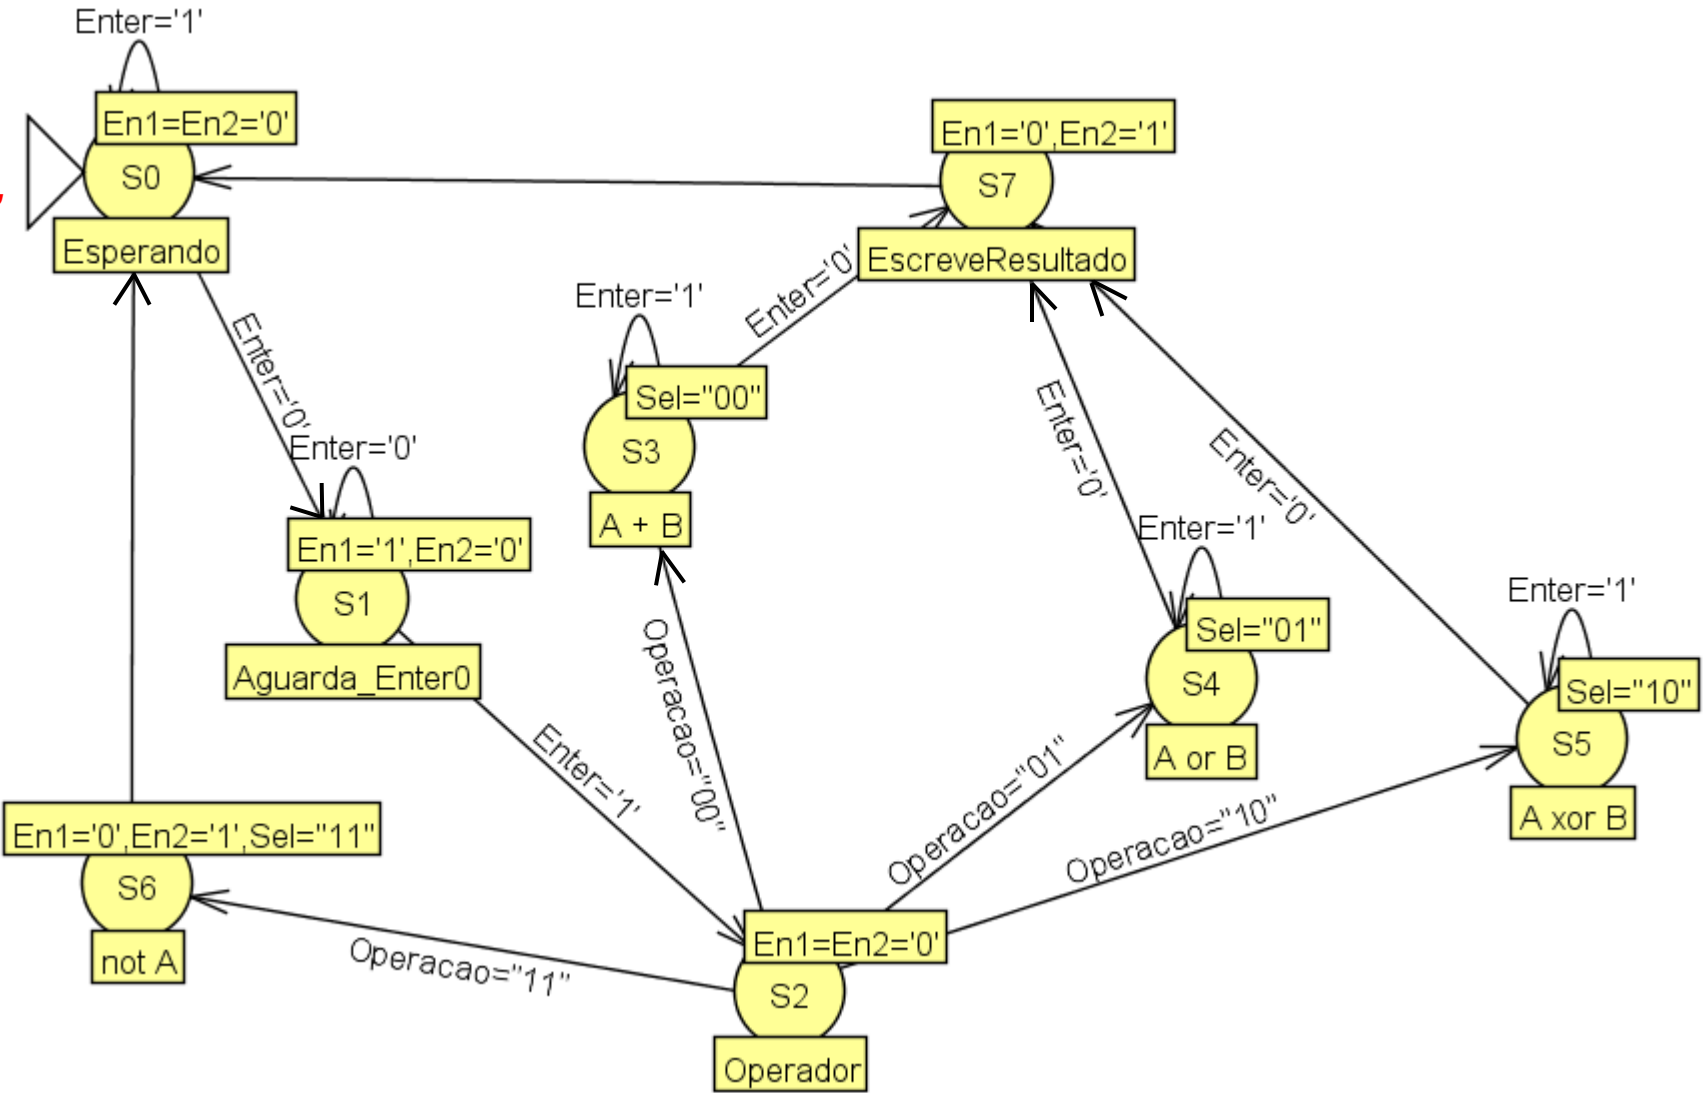 Enter='1'
En1=En2='0'
S0
Esperando
En1='0',En2='1'
S7
EscreveResultado
Enter='0'
Enter='0'
Enter='1'
Sel="00"
S3
A + B
Enter='0'
En1='1',En2='0'
S1
Aguarda_Enter0
Enter='0'
Enter='0'
Enter='1'
Sel="01"
S4
A or B
Enter='1'
Sel="10"
S5
A xor B
Enter='1'
Operacao="00"
Operacao="01"
Operacao="10"
En1='0',En2='1',Sel="11"
S6
not A
Operacao="11"
En1=En2='0'
S2
Operador